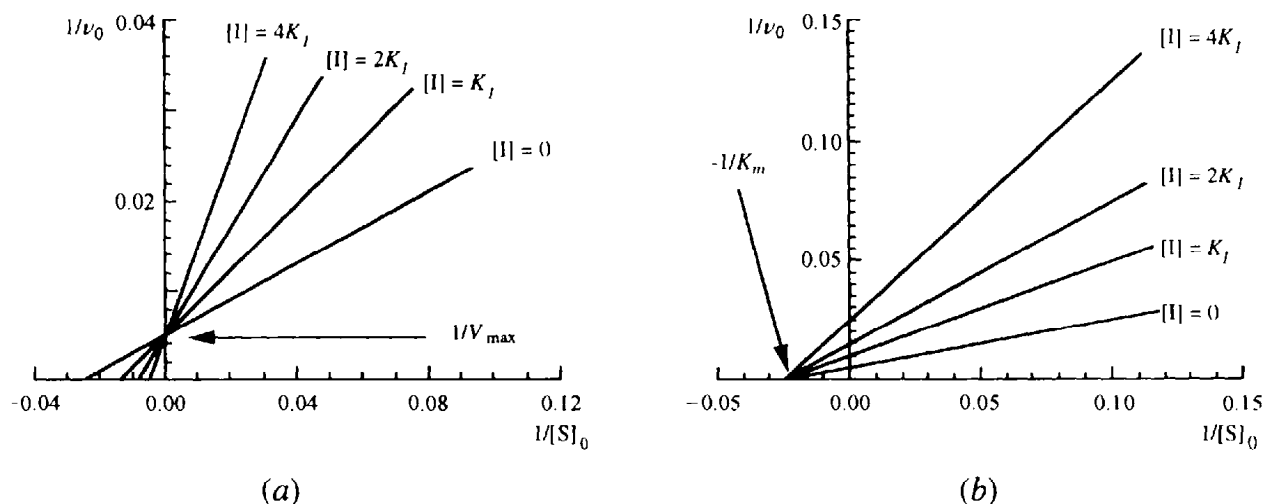 1/ν₀
0.04
[I] = 4K_I
[I] = 2K_I
[I] = K_I
[I] = 0
0.02
1/V_max
-0.04
0.00
0.04
0.08
0.12
1/[S]₀
(a)
1/ν₀
0.15
[I] = 4K_I
0.10
-1/K_m
[I] = 2K_I
0.05
[I] = K_I
[I] = 0
-0.05
0.00
0.05
0.10
0.15
1/[S]₀
(b)